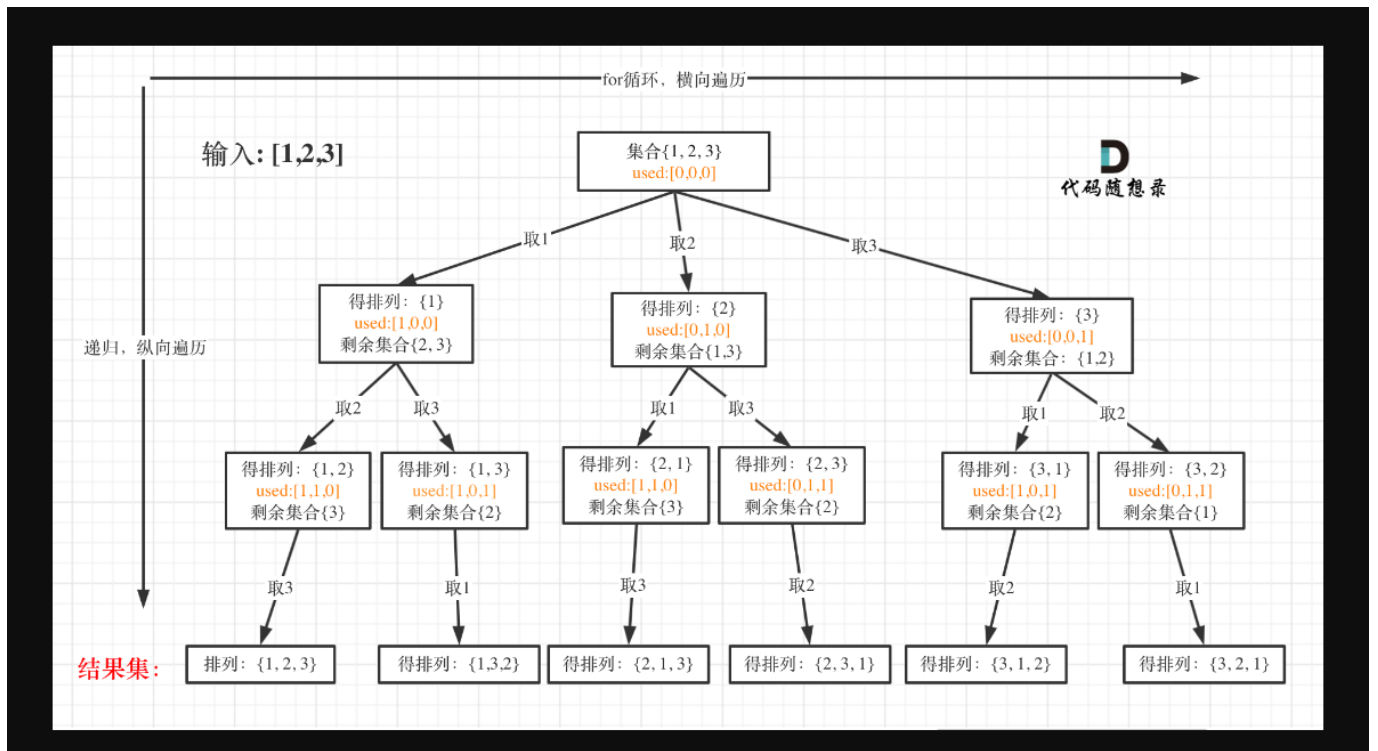 for循环，横向遍历
输入: [1,2,3]
集合{1, 2, 3}
used:[0,0,0]
代码随想录
取1
取2
取3
得排列：{1}
used:[1,0,0]
剩余集合{2, 3}
得排列：{2}
used:[0,1,0]
剩余集合{1,3}
得排列：{3}
used:[0,0,1]
剩余集合：{1,2}
递归，纵向遍历
取2
取3
取1
取3
取1
取2
得排列：{1, 2}
used:[1,1,0]
剩余集合{3}
得排列：{1, 3}
used:[1,0,1]
剩余集合{2}
得排列：{2, 1}
used:[1,1,0]
剩余集合{3}
得排列：{2, 3}
used:[0,1,1]
剩余集合{2}
得排列：{3, 1}
used:[1,0,1]
剩余集合{2}
得排列：{3, 2}
used:[0,1,1]
剩余集合{1}
取3
取1
取3
取2
取2
取1
结果集：
排列：{1, 2, 3}
得排列：{1,3,2}
得排列：{2, 1, 3}
得排列：{2, 3, 1}
得排列：{3, 1, 2}
得排列：{3, 2, 1}